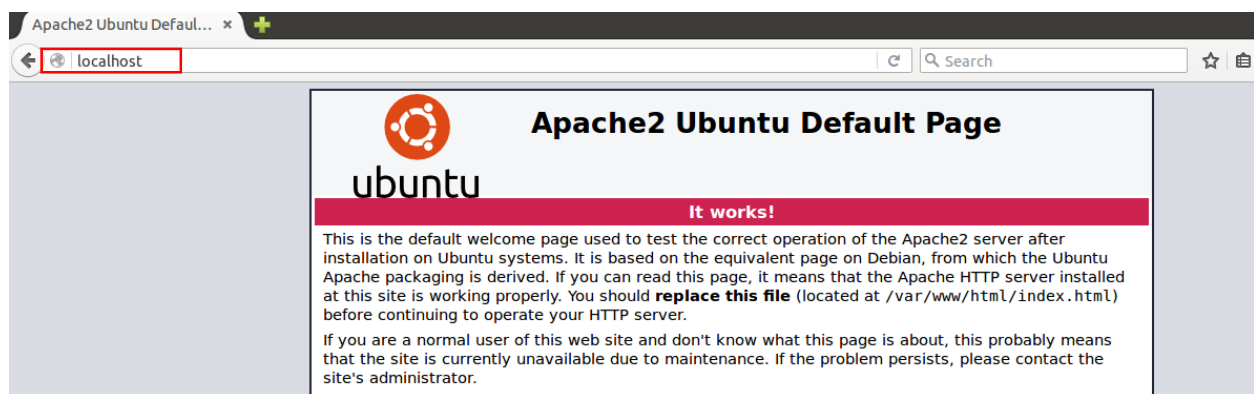 Apache2 Ubuntu Defaul...
localhost
Search
Apache2 Ubuntu Default Page
ubuntu
It works!
This is the default welcome page used to test the correct operation of the Apache2 server after
installation on Ubuntu systems. It is based on the equivalent page on Debian, from which the Ubuntu
Apache packaging is derived. If you can read this page, it means that the Apache HTTP server installed
at this site is working properly. You should replace this file (located at /var/www/html/index.html)
before continuing to operate your HTTP server.
If you are a normal user of this web site and don't know what this page is about, this probably means
that the site is currently unavailable due to maintenance. If the problem persists, please contact the
site's administrator.